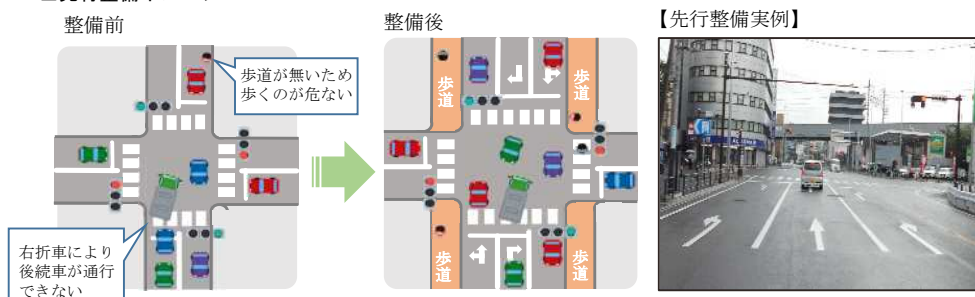 整備前
整備後
【先行整備実例】
歩道が無いため
歩くのが危ない
右折車により
後続車が通行
できない
歩道
歩道
歩道
歩道